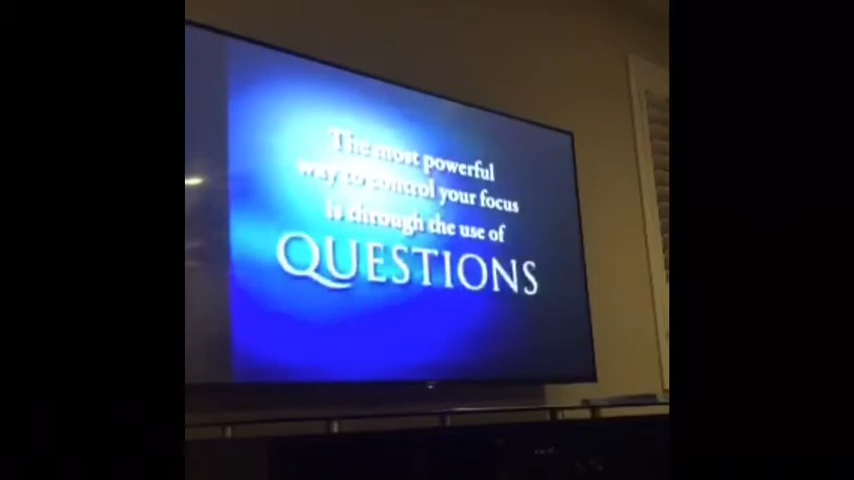 The most powerful
way to control your focus
is through the use of
QUESTIONS